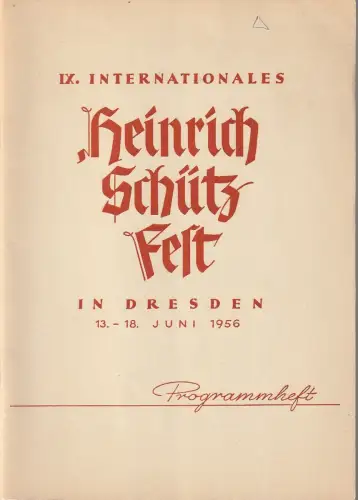 IX. INTERNATIONALES
Heinrich
Schütz
Fest
IN DRESDEN
13.-18. JUNI 1956
Programmheft